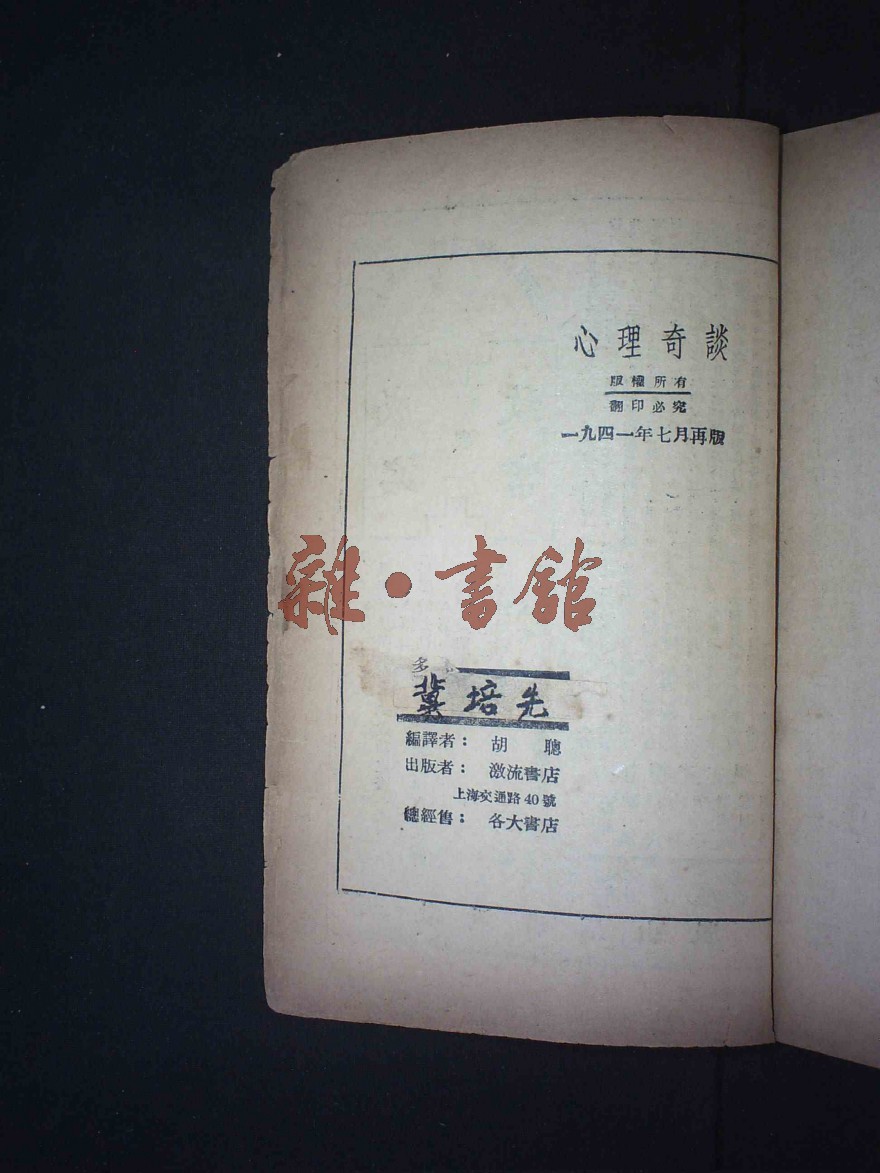 心理奇談
版權所有
翻印必究
一九四一年七月再版
雜·書館
多
冀培先
編譯者： 胡 聰
出版者： 激流書店
上海交通路40號
總經售： 各大書店